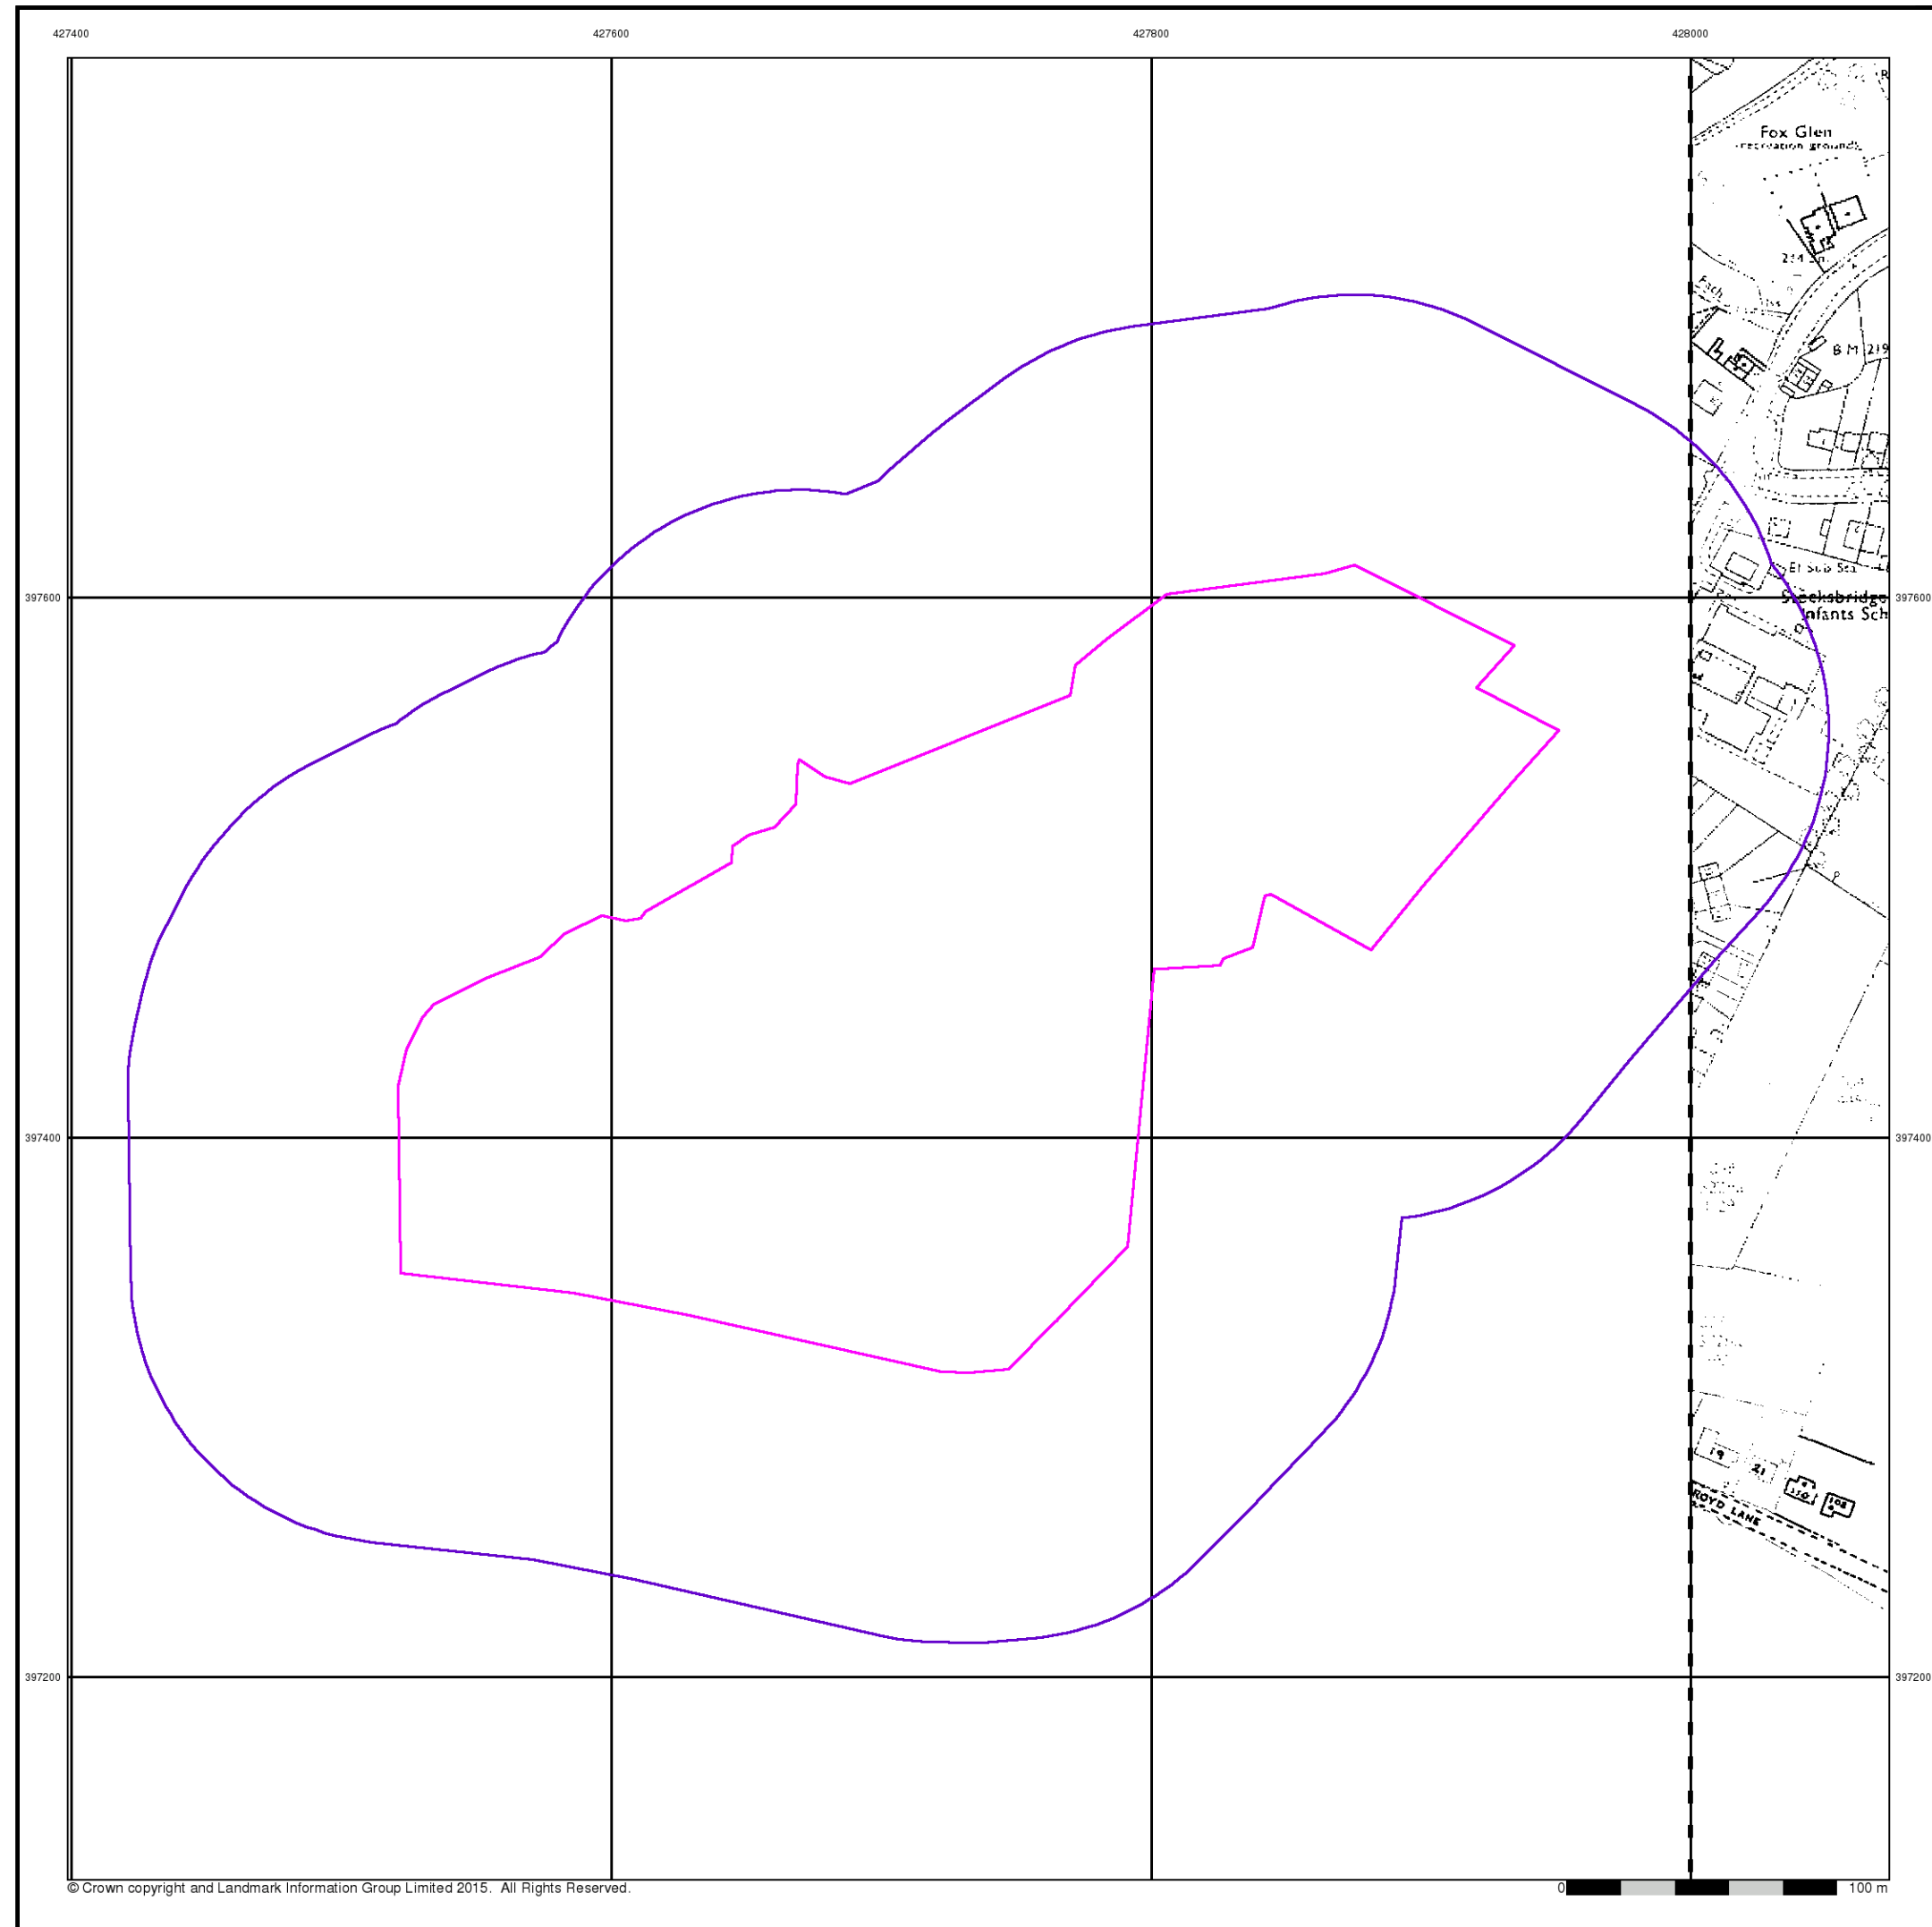 427400 427600 427800 428000
Fox Glen
(recreation ground)
B M 219
El Sub Sta
397600 397600
Stocksbridge
Infants Sch
397400 397400
19
21
110
108
ROYD LANE
397200 397200
© Crown copyright and Landmark Information Group Limited 2015. All Rights Reserved.
0 100 m